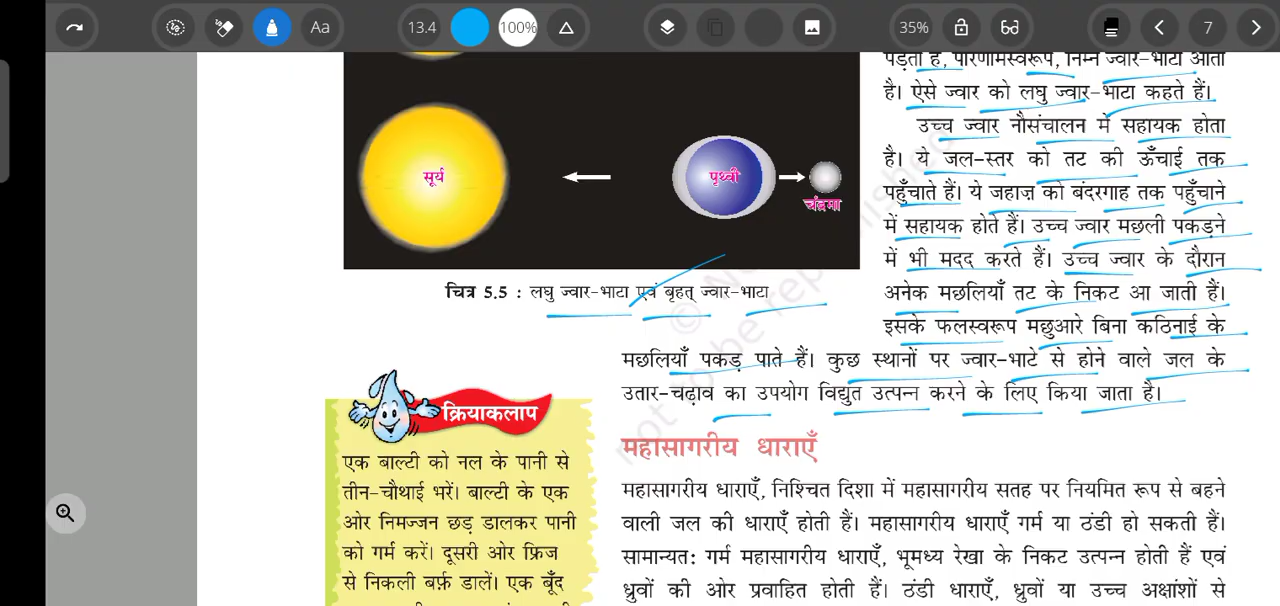 Aa 13.4 100% 35% 7
पड़ता है, परिणामस्वरूप, निम्न ज्वार-भाटा आता
है। ऐसे ज्वार को लघु ज्वार-भाटा कहते हैं।
उच्च ज्वार नौसंचालन में सहायक होता
है। ये जल-स्तर को तट की ऊँचाई तक
पहुँचाते हैं। ये जहाज़ को बंदरगाह तक पहुँचाने
में सहायक होते हैं। उच्च ज्वार मछली पकड़ने
में भी मदद करते हैं। उच्च ज्वार के दौरान
अनेक मछलियाँ तट के निकट आ जाती हैं।
इसके फलस्वरूप मछुआरे बिना कठिनाई के
मछलियाँ पकड़ पाते हैं। कुछ स्थानों पर ज्वार-भाटे से होने वाले जल के
उतार-चढ़ाव का उपयोग विद्युत उत्पन्न करने के लिए किया जाता है।
सूर्य
पृथ्वी
चंद्रमा
चित्र 5.5 : लघु ज्वार-भाटा एवं बृहत् ज्वार-भाटा
क्रियाकलाप
एक बाल्टी को नल के पानी से
तीन-चौथाई भरें। बाल्टी के एक
ओर निमज्जन छड़ डालकर पानी
को गर्म करें। दूसरी ओर फ्रिज
से निकली बर्फ़ डालें। एक बूँद
महासागरीय धाराएँ
महासागरीय धाराएँ, निश्चित दिशा में महासागरीय सतह पर नियमित रूप से बहने
वाली जल की धाराएँ होती हैं। महासागरीय धाराएँ गर्म या ठंडी हो सकती हैं।
सामान्यत: गर्म महासागरीय धाराएँ, भूमध्य रेखा के निकट उत्पन्न होती हैं एवं
ध्रुवों की ओर प्रवाहित होती हैं। ठंडी धाराएँ, ध्रुवों या उच्च अक्षांशों से
not to be